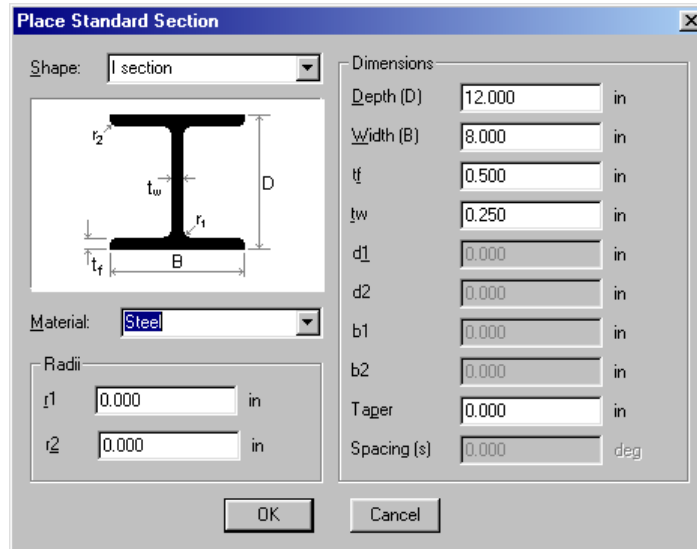 Place Standard Section
Shape: I section
r2
tw
D
r1
tf
B
Material: Steel
Radii
r1 0.000 in
r2 0.000 in
Dimensions
Depth (D) 12.000 in
Width (B) 8.000 in
tf 0.500 in
tw 0.250 in
d1 0.000 in
d2 0.000 in
b1 0.000 in
b2 0.000 in
Taper 0.000 in
Spacing (s) 0.000 deg
OK Cancel